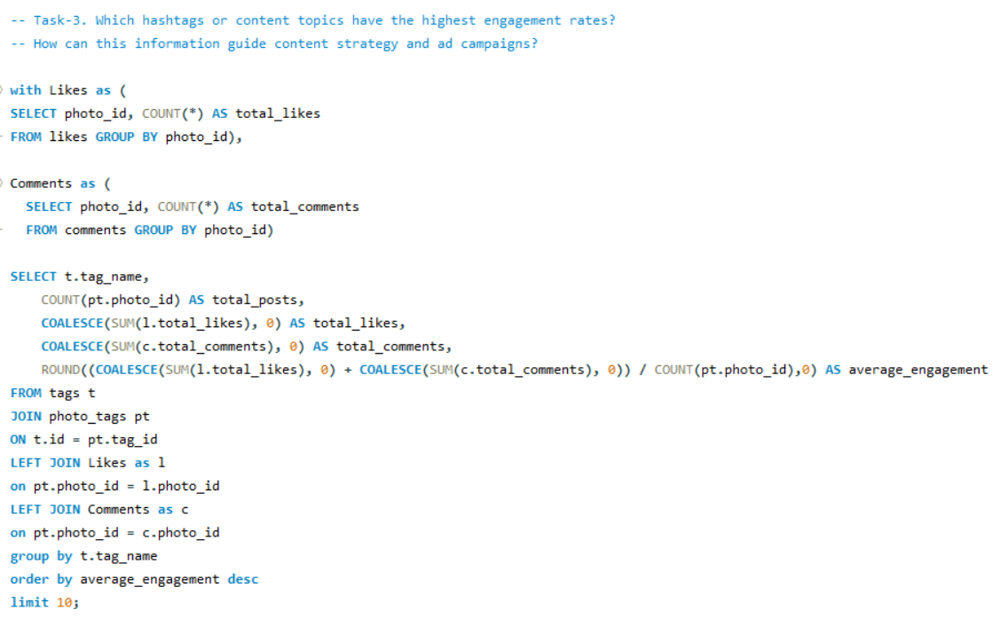 -- Task-3. Which hashtags or content topics have the highest engagement rates?
-- How can this information guide content strategy and ad campaigns?
with Likes as (
SELECT photo_id, COUNT(*) AS total_likes
FROM likes GROUP BY photo_id),
Comments as (
SELECT photo_id, COUNT(*) AS total_comments
FROM comments GROUP BY photo_id)
SELECT t.tag_name,
COUNT(pt.photo_id) AS total_posts,
COALESCE(SUM(l.total_likes), 0) AS total_likes,
COALESCE(SUM(c.total_comments), 0) AS total_comments,
ROUND((COALESCE(SUM(l.total_likes), 0) + COALESCE(SUM(c.total_comments), 0)) / COUNT(pt.photo_id),0) AS average_engagement
FROM tags t
JOIN photo_tags pt
ON t.id = pt.tag_id
LEFT JOIN Likes as l
on pt.photo_id = l.photo_id
LEFT JOIN Comments as c
on pt.photo_id = c.photo_id
group by t.tag_name
order by average_engagement desc
limit 10;